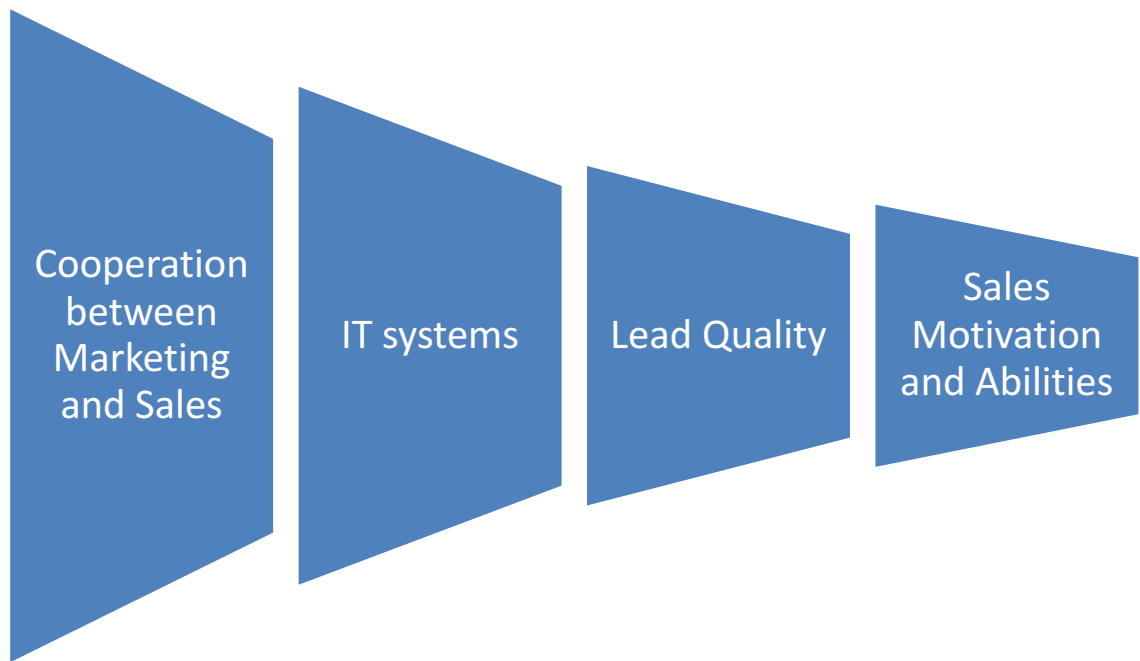 Cooperation
between
Marketing
and Sales
IT systems
Lead Quality
Sales
Motivation
and Abilities